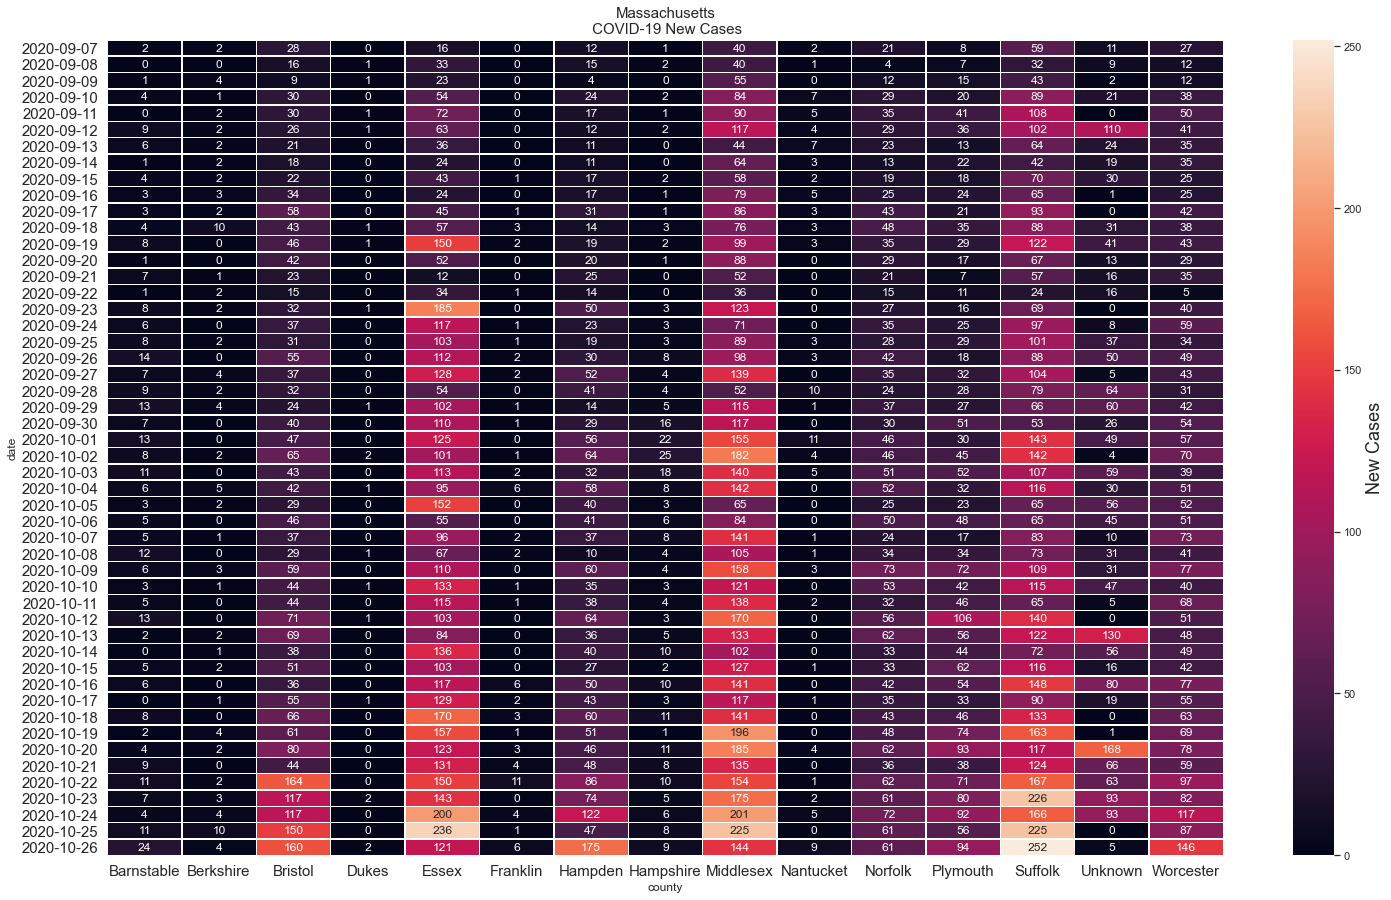 Massachusetts
COVID-19 New Cases
2020-09-07 2 2 28 0 16 0 12 1 40 2 21 8 59 11 27
2020-09-08 0 0 16 1 33 0 15 2 40 1 4 7 32 9 12
2020-09-09 1 4 9 1 23 0 4 0 55 0 12 15 43 2 12
2020-09-10 4 1 30 0 54 0 24 2 84 7 29 20 89 21 38
2020-09-11 0 2 30 1 72 0 17 1 90 5 35 41 108 0 50
2020-09-12 9 2 26 1 63 0 12 2 117 4 29 36 102 110 41
2020-09-13 6 2 21 0 36 0 11 0 44 7 23 13 64 24 35
2020-09-14 1 2 18 0 24 0 11 0 64 3 13 22 42 19 35
2020-09-15 4 2 22 0 43 1 17 2 58 2 19 18 70 30 25
2020-09-16 3 3 34 0 24 0 17 1 79 5 25 24 65 1 25
2020-09-17 3 2 58 0 45 1 31 1 86 3 43 21 93 0 42
2020-09-18 4 10 43 1 57 3 14 3 76 3 48 35 88 31 38
2020-09-19 8 0 46 1 150 2 19 2 99 3 35 29 122 41 43
2020-09-20 1 0 42 0 52 0 20 1 88 0 29 17 67 13 29
2020-09-21 7 1 23 0 12 0 25 0 52 0 21 7 57 16 35
2020-09-22 1 2 15 0 34 1 14 0 36 0 15 11 24 16 5
2020-09-23 8 2 32 1 185 0 50 3 123 0 27 16 69 0 40
2020-09-24 6 0 37 0 117 1 23 3 71 0 35 25 97 8 59
2020-09-25 8 2 31 0 103 1 19 3 89 3 28 29 101 37 34
2020-09-26 14 0 55 0 112 2 30 8 98 3 42 18 88 50 49
2020-09-27 7 4 37 0 128 2 52 4 139 0 35 32 104 5 43
2020-09-28 9 2 32 0 54 0 41 4 52 10 24 28 79 64 31
2020-09-29 13 4 24 1 102 1 14 5 115 1 37 27 66 60 42
2020-09-30 7 0 40 0 110 1 29 16 117 0 30 51 53 26 54
2020-10-01 13 0 47 0 125 0 56 22 155 11 46 30 143 49 57
2020-10-02 8 2 65 2 101 1 64 25 182 4 46 45 142 4 70
2020-10-03 11 0 43 0 113 2 32 18 140 5 51 52 107 59 39
2020-10-04 6 5 42 1 95 6 58 8 142 0 52 32 116 30 51
2020-10-05 3 2 29 0 152 0 40 3 65 0 25 23 65 56 52
2020-10-06 5 0 46 0 55 0 41 6 84 0 50 48 65 45 51
2020-10-07 5 1 37 0 96 2 37 8 141 1 24 17 83 10 73
2020-10-08 12 0 29 1 67 2 10 4 105 1 34 34 73 31 41
2020-10-09 6 3 59 0 110 0 60 4 158 3 73 72 109 31 77
2020-10-10 3 1 44 1 133 1 35 3 121 0 53 42 115 47 40
2020-10-11 5 0 44 0 115 1 38 4 138 2 32 46 65 5 68
2020-10-12 13 0 71 1 103 0 64 3 170 0 56 106 140 0 51
2020-10-13 2 2 69 0 84 0 36 5 133 0 62 56 122 130 48
2020-10-14 0 1 38 0 136 0 40 10 102 0 33 44 72 56 49
2020-10-15 5 2 51 0 103 0 27 2 127 1 33 62 116 16 42
2020-10-16 6 0 36 0 117 6 50 10 141 0 42 54 148 80 77
2020-10-17 0 1 55 1 129 2 43 3 117 1 35 33 90 19 55
2020-10-18 8 0 66 0 170 3 60 11 141 0 43 46 133 0 63
2020-10-19 2 4 61 0 157 1 51 1 196 0 48 74 163 1 69
2020-10-20 4 2 80 0 123 3 46 11 185 4 62 93 117 168 78
2020-10-21 9 0 44 0 131 4 48 8 135 0 36 38 124 66 59
2020-10-22 11 2 164 0 150 11 86 10 154 1 62 71 167 63 97
2020-10-23 7 3 117 2 143 0 74 5 175 2 61 80 226 93 82
2020-10-24 4 4 117 0 200 4 122 6 201 5 72 92 166 93 117
2020-10-25 11 10 150 0 236 1 47 8 225 0 61 56 225 0 87
2020-10-26 24 4 160 2 121 6 175 9 144 9 61 94 252 5 146
Barnstable Berkshire Bristol Dukes Essex Franklin Hampden Hampshire Middlesex Nantucket Norfolk Plymouth Suffolk Unknown Worcester
county
date
250
200
150
100
50
0
New Cases